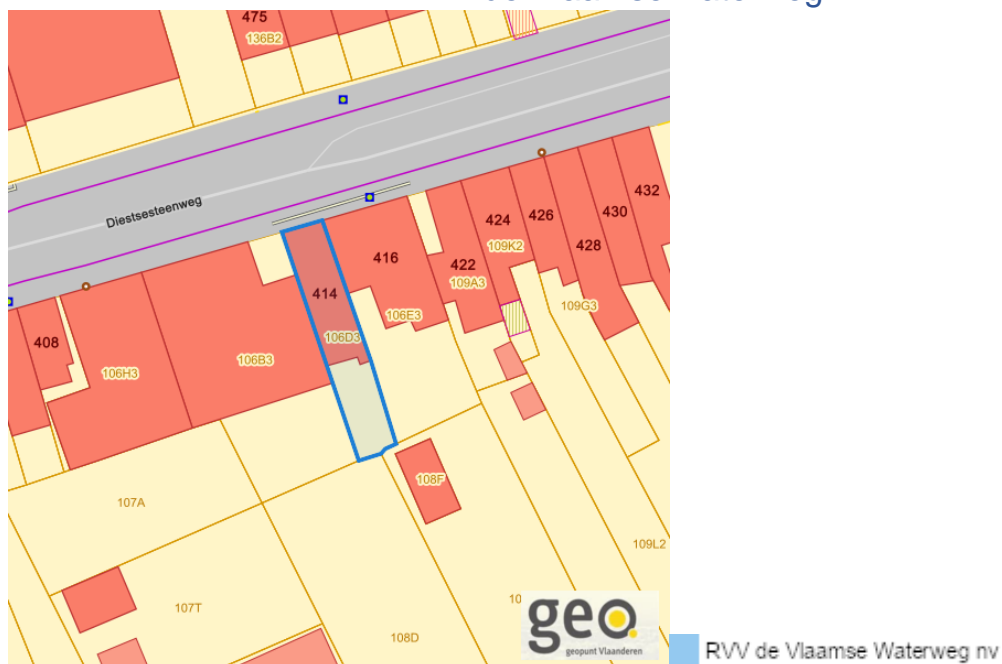 475
136B2
Diestsesteenweg
432
430
424
426
109K2
416
428
422
109A3
414
109G3
106E3
106D3
408
106B3
106H3
108F
107A
109L2
10
107T
108D
geo
geopunt Vlaanderen
RVV de Vlaamse Waterweg nv